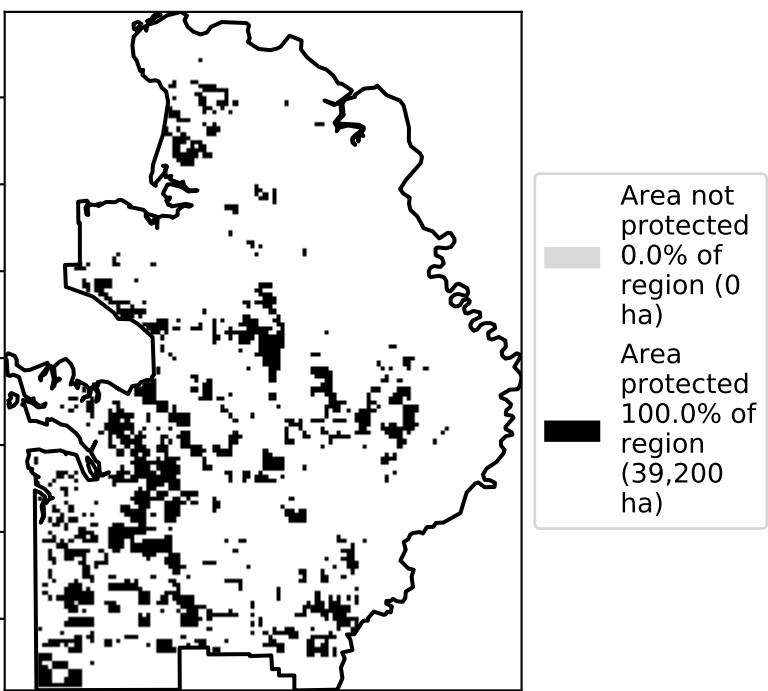 Area not
protected
0.0% of
region (0
ha)
Area
protected
100.0% of
region
(39,200
ha)